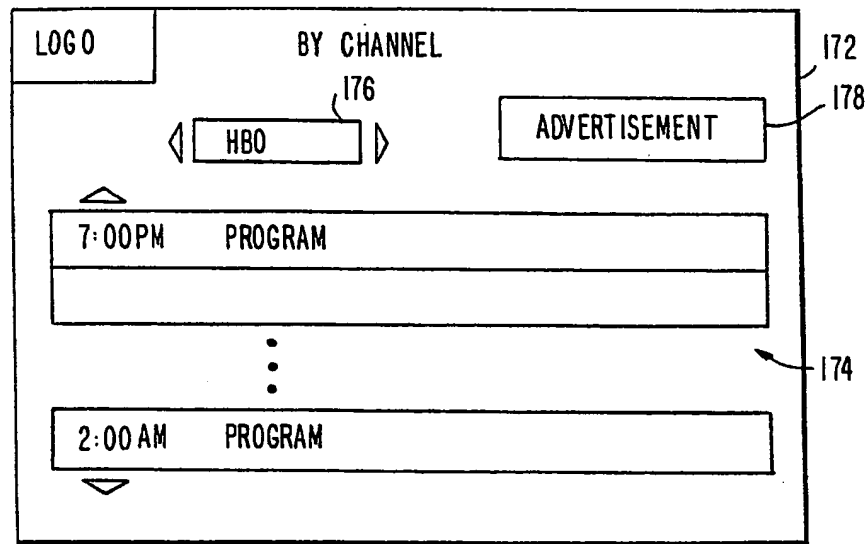 LOGO
BY CHANNEL
172
176
178
HBO
ADVERTISEMENT
7:00PM PROGRAM
174
2:00AM PROGRAM